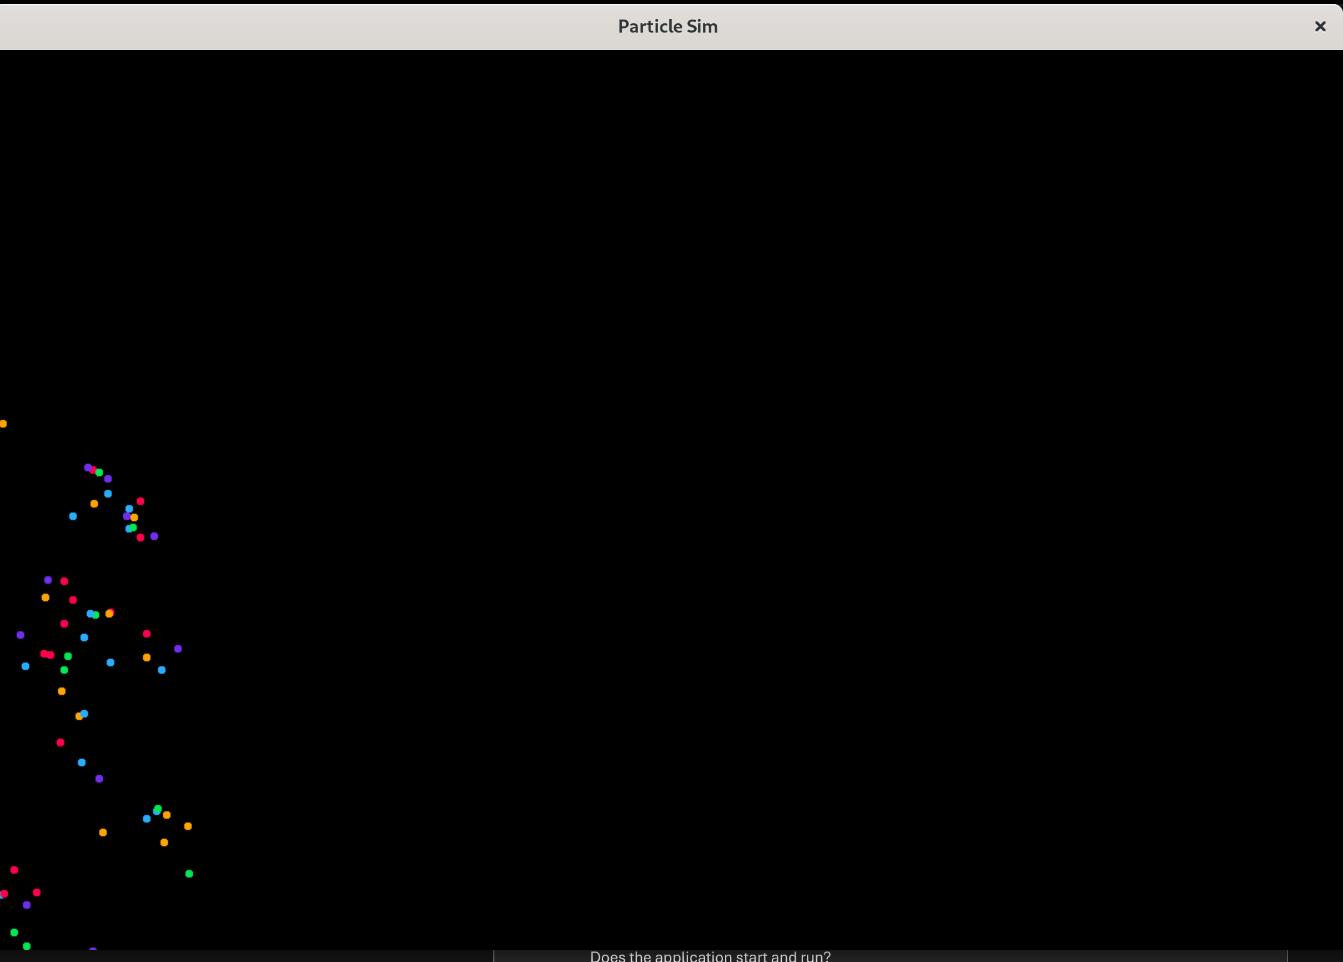 Particle Sim
Does the application start and run?